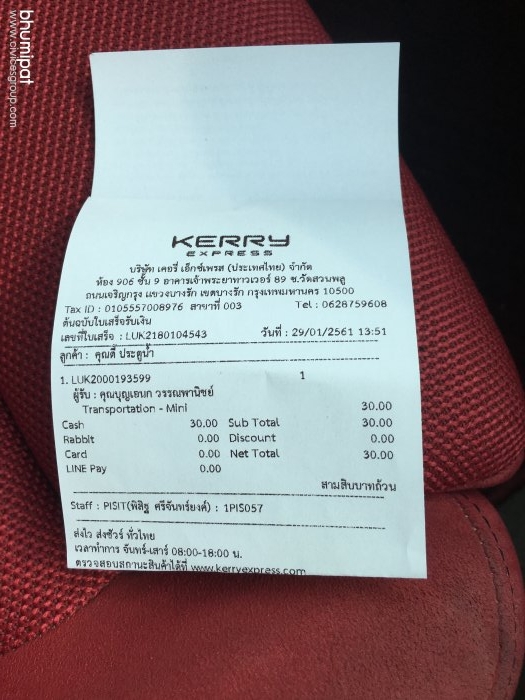 bhumipat
www.civicesgroup.com
KERRY
EXPRESS
บริษัท เคอรี่ เอ็กซ์เพรส (ประเทศไทย) จำกัด
ห้อง 906 ชั้น 9 อาคารเจ้าพระยาทาวเวอร์ 89 ซ.วัดสวนพลู
ถนนเจริญกรุง แขวงบางรัก เขตบางรัก กรุงเทพมหานคร 10500
Tax ID : 0105557008976 สาขาที่ 003 Tel : 0628759608
ต้นฉบับใบเสร็จรับเงิน
เลขที่ใบเสร็จ : LUK2180104543 วันที่ : 29/01/2561 13:51
ลูกค้า : คุณตี๋ ประตูน้ำ
1. LUK2000193599 1
ผู้รับ : คุณบุญเอนก วรรณพานิชย์
Transportation - Mini 30.00
Cash 30.00 Sub Total 30.00
Rabbit 0.00 Discount 0.00
Card 0.00 Net Total 30.00
LINE Pay 0.00
สามสิบบาทถ้วน
Staff : PISIT(พิสิฐ ศรีจันทร์ยงค์) : 1PIS057
ส่งไว ส่งชัวร์ ทั่วไทย
เวลาทำการ จันทร์-เสาร์ 08:00-18:00 น.
ตรวจสอบสถานะสินค้าได้ที่ www.kerryexpress.com